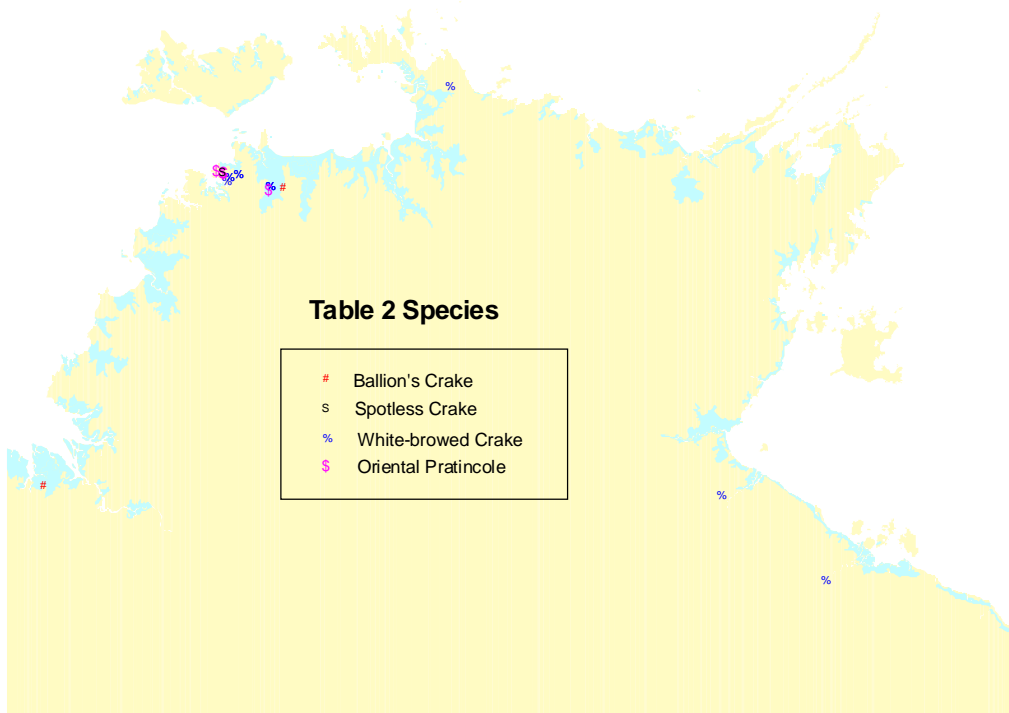 %
$ S % %
%
% $ #
Table 2 Species
# Ballion's Crake
S Spotless Crake
% White-browed Crake
$ Oriental Pratincole
#
%
%